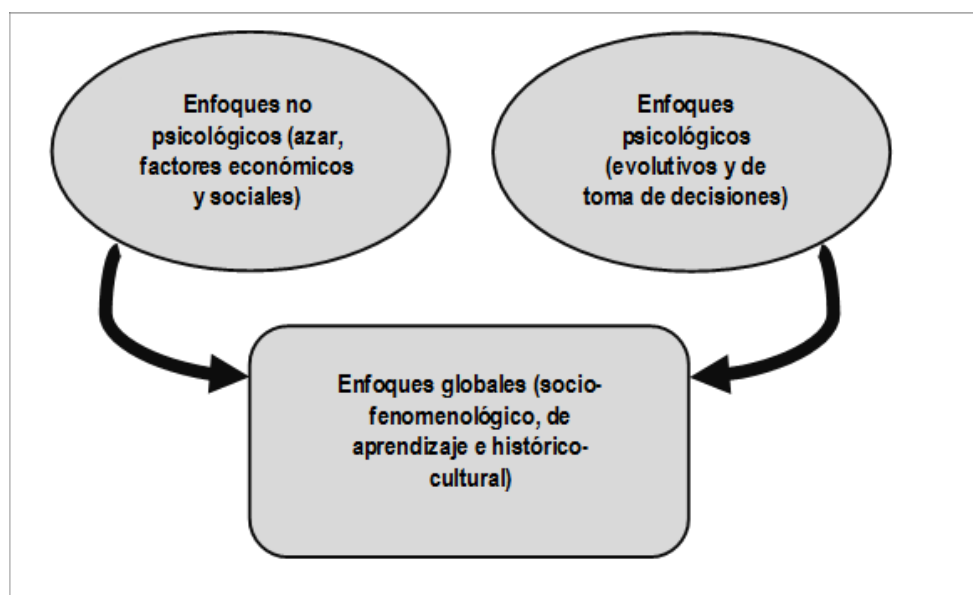 Enfoques no
psicológicos (azar,
factores económicos
y sociales)
Enfoques
psicológicos
(evolutivos y de
toma de decisiones)
Enfoques globales (socio-
fenomenológico, de
aprendizaje e histórico-
cultural)